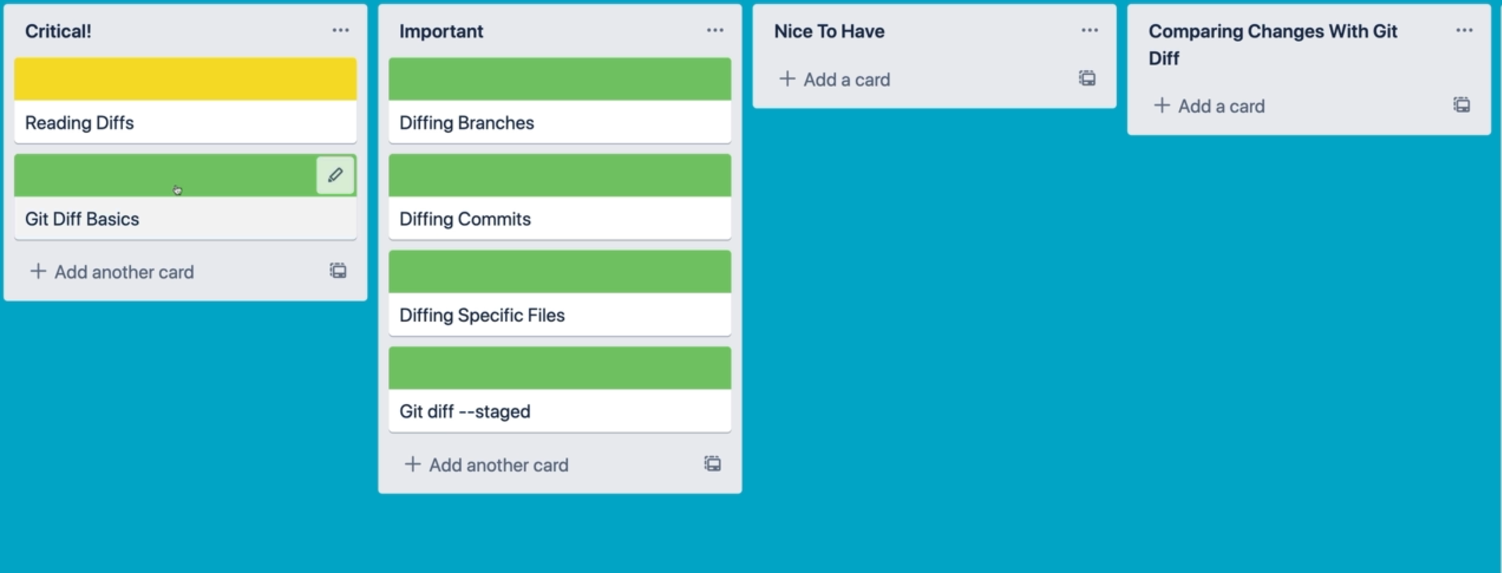 Critical!
Reading Diffs
Git Diff Basics
Add another card
Important
Diffing Branches
Diffing Commits
Diffing Specific Files
Git diff --staged
Add another card
Nice To Have
Add a card
Comparing Changes With Git
Diff
Add a card